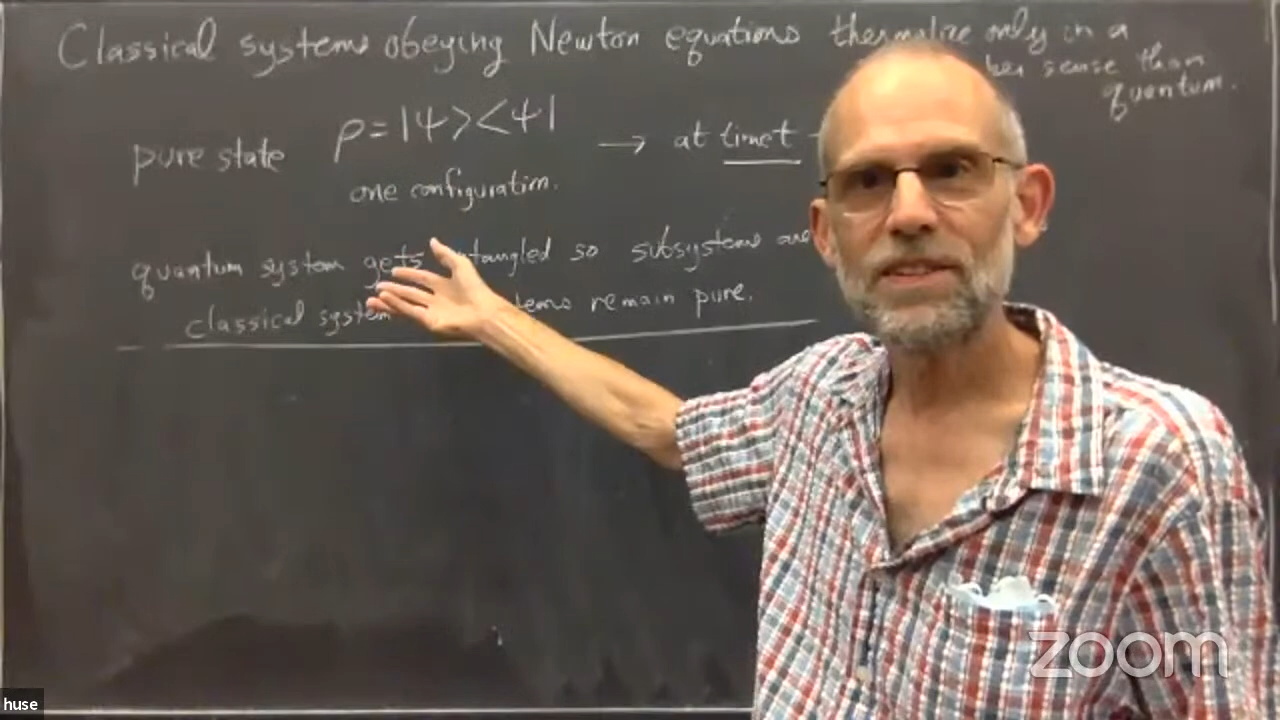 Classical systems obeying Newton equations thermalize only in a
sense than
quantum.
pure state ρ=|ψ><ψ| → at time t
one configuration.
quantum system gets entangled so subsystems are
classical system remain pure.
zoom
huse